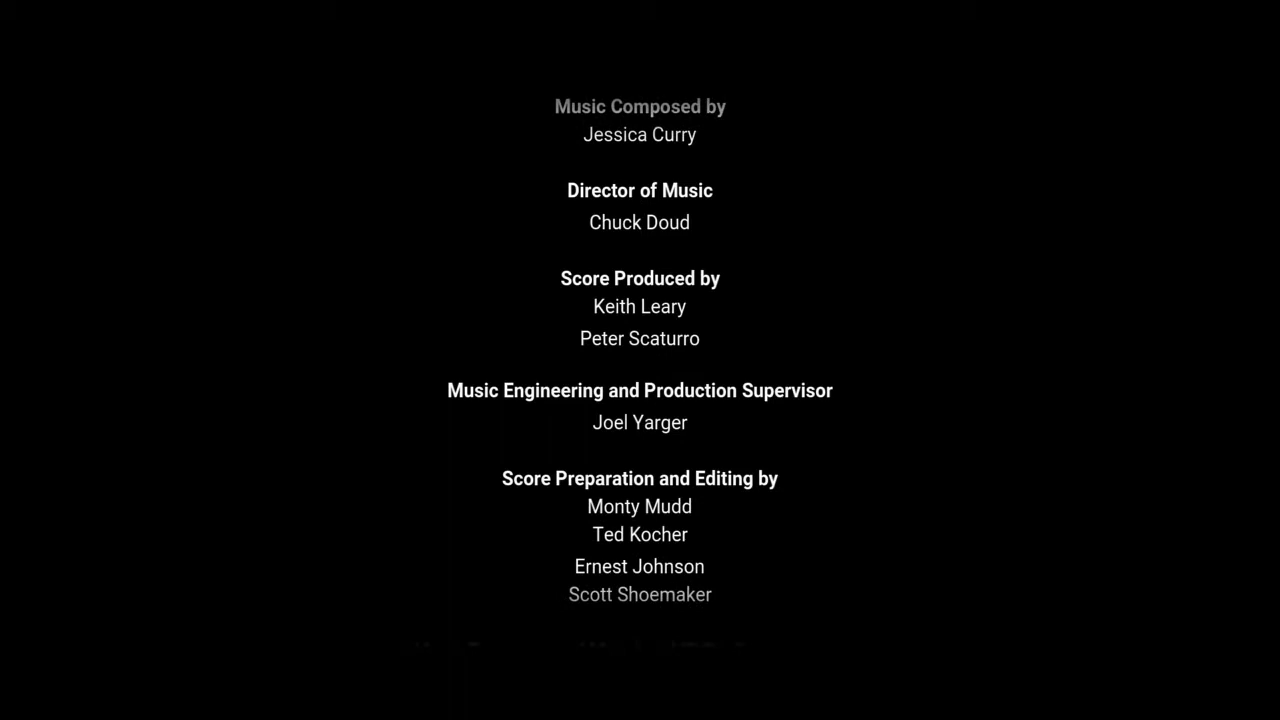 Music Composed by
Jessica Curry
Director of Music
Chuck Doud
Score Produced by
Keith Leary
Peter Scaturro
Music Engineering and Production Supervisor
Joel Yarger
Score Preparation and Editing by
Monty Mudd
Ted Kocher
Ernest Johnson
Scott Shoemaker